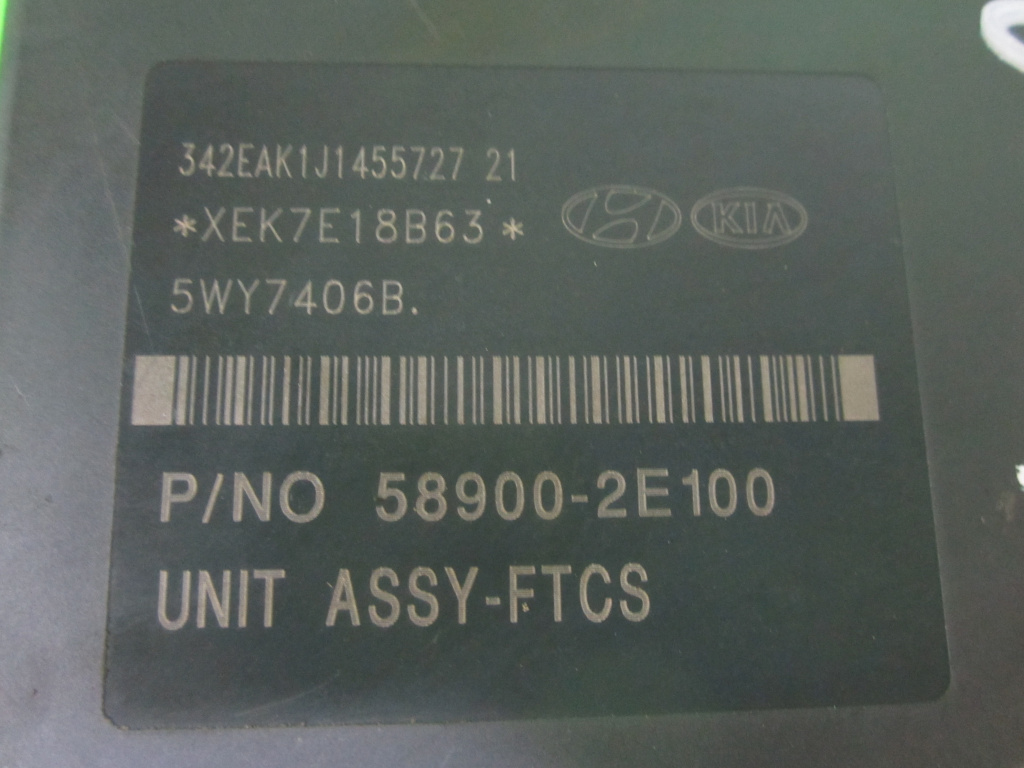 342EAK1J1455727 21
*XEK7E18B63*
KIA
5WY7406B.
P/NO 58900-2E100
UNIT ASSY-FTCS